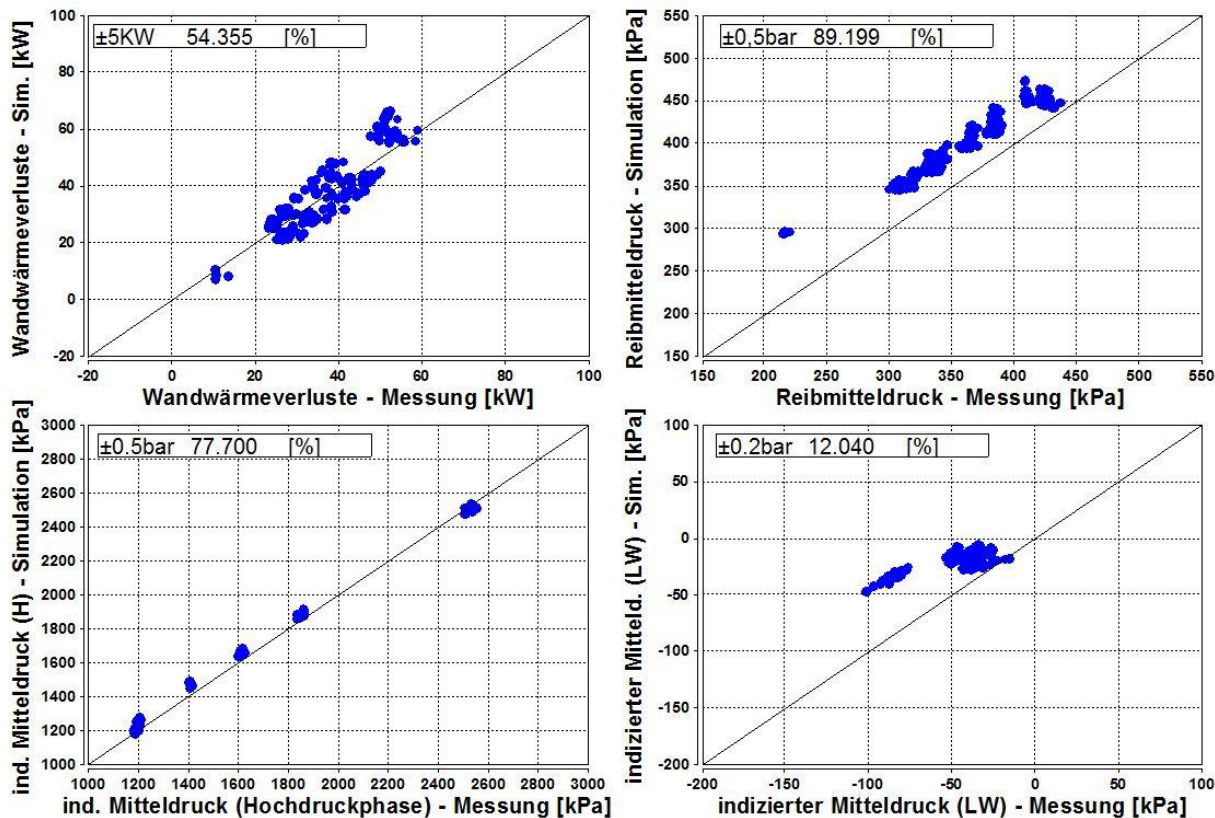 ±5KW 54.355 [%]
Wandwärmeverluste - Sim. [kW]
100
80
60
40
20
0
-20
-20 0 20 40 60 80 100
Wandwärmeverluste - Messung [kW]
±0,5bar 89.199 [%]
Reibmitteldruck - Simulation [kPa]
550
500
450
400
350
300
250
200
150
150 200 250 300 350 400 450 500 550
Reibmitteldruck - Messung [kPa]
±0.5bar 77.700 [%]
ind. Mitteldruck (H) - Simulation [kPa]
3000
2800
2600
2400
2200
2000
1800
1600
1400
1200
1000
1000 1200 1400 1600 1800 2000 2200 2400 2600 2800 3000
ind. Mitteldruck (Hochdruckphase) - Messung [kPa]
±0.2bar 12.040 [%]
indizierter Mitteld. (LW) - Sim. [kPa]
100
50
0
-50
-100
-150
-200
-200 -150 -100 -50 0 50 100
indizierter Mitteldruck (LW) - Messung [kPa]